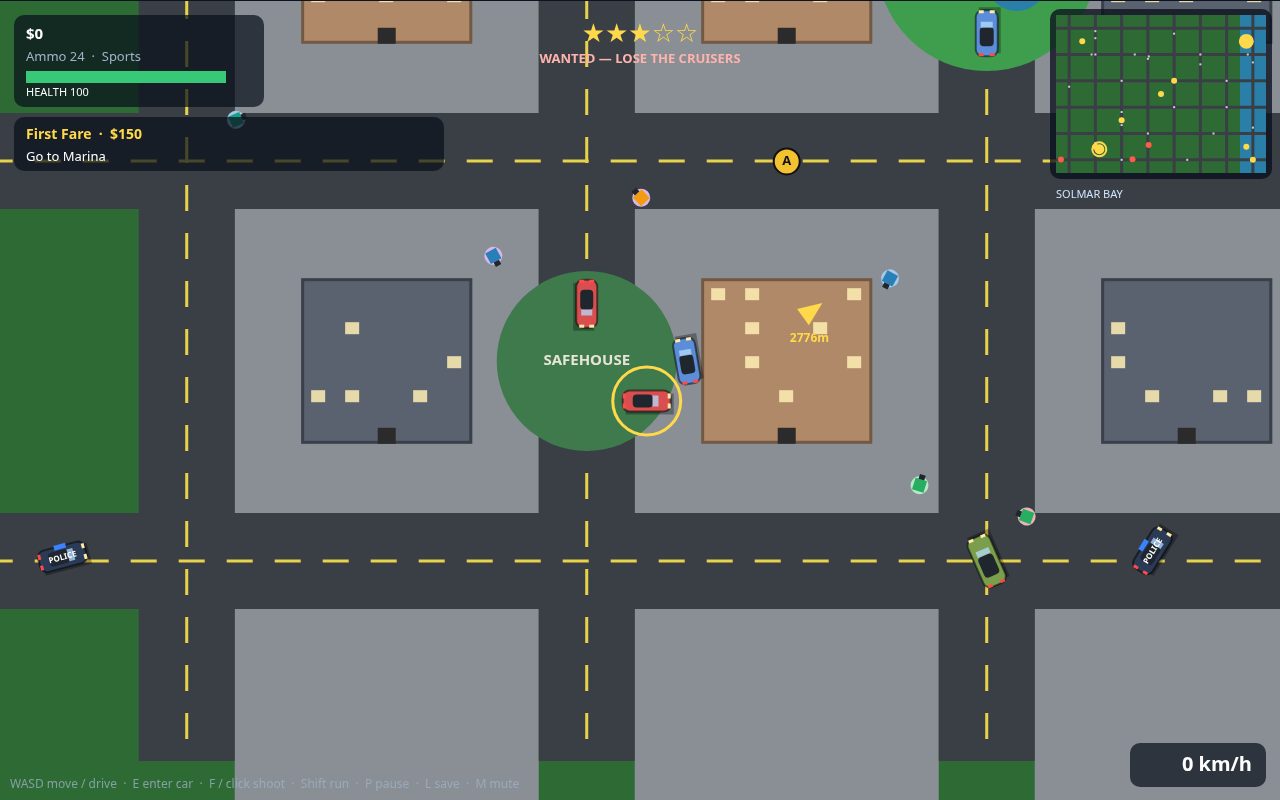 $0
Ammo 24 · Sports
HEALTH 100
★★★☆☆
WANTED — LOSE THE CRUISERS
First Fare · $150
Go to Marina
A
SOLMAR BAY
SAFEHOUSE
2776m
POLICE
POLICE
WASD move / drive · E enter car · F / click shoot · Shift run · P pause · L save · M mute
0 km/h